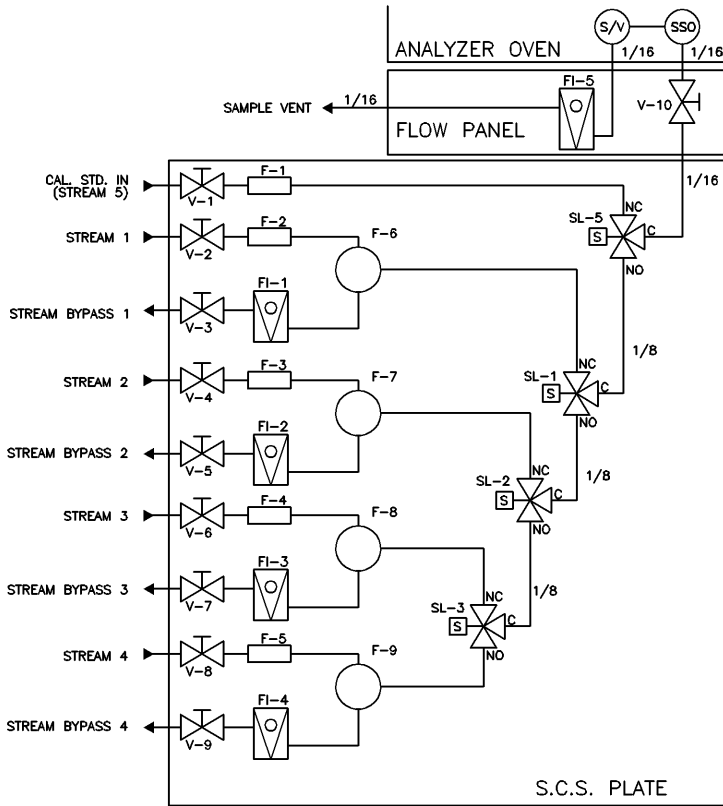 S/V
SSO
ANALYZER OVEN
1/16
1/16
FI-5
SAMPLE VENT
1/16
V-10
FLOW PANEL
1/16
CAL. STD. IN
(STREAM 5)
V-1
F-1
NC
SL-5
S
C
NO
STREAM 1
V-2
F-2
F-6
STREAM BYPASS 1
V-3
FI-1
1/8
NC
SL-1
S
C
NO
STREAM 2
V-4
F-3
F-7
STREAM BYPASS 2
V-5
FI-2
1/8
NC
SL-2
S
C
NO
STREAM 3
V-6
F-4
F-8
STREAM BYPASS 3
V-7
FI-3
1/8
NC
SL-3
S
C
NO
STREAM 4
V-8
F-5
F-9
STREAM BYPASS 4
V-9
FI-4
S.C.S. PLATE